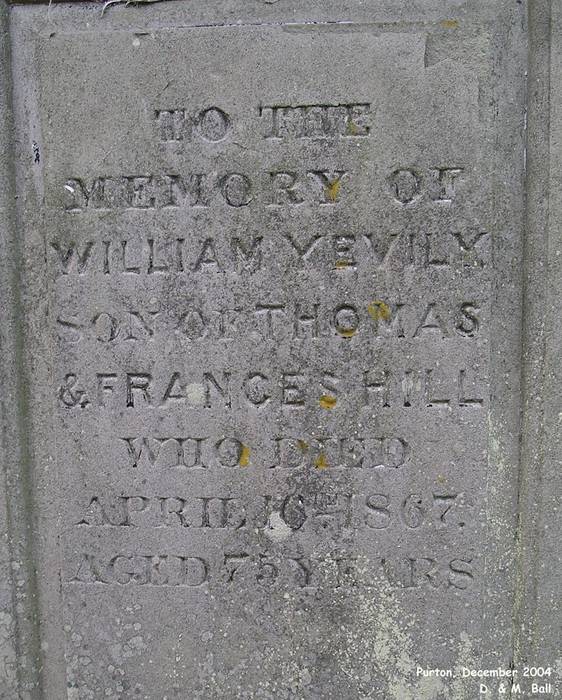 TO THE
MEMORY OF
WILLIAM YEVILY
SON OF THOMAS
& FRANCES HILL
WHO DIED
APRIL 16TH 1867.
AGED 75 YEARS
Purton, December 2004
D. & M. Ball